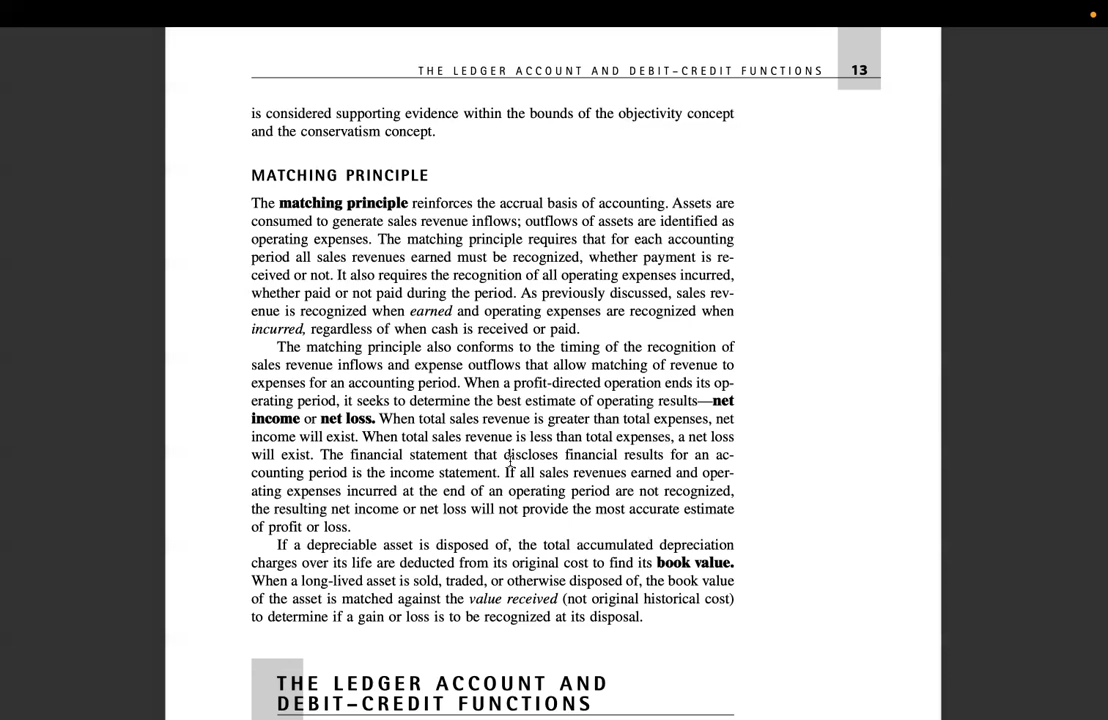 THE LEDGER ACCOUNT AND DEBIT–CREDIT FUNCTIONS 13
is considered supporting evidence within the bounds of the objectivity concept
and the conservatism concept.
MATCHING PRINCIPLE
The matching principle reinforces the accrual basis of accounting. Assets are
consumed to generate sales revenue inflows; outflows of assets are identified as
operating expenses. The matching principle requires that for each accounting
period all sales revenues earned must be recognized, whether payment is re-
ceived or not. It also requires the recognition of all operating expenses incurred,
whether paid or not paid during the period. As previously discussed, sales rev-
enue is recognized when earned and operating expenses are recognized when
incurred, regardless of when cash is received or paid.
The matching principle also conforms to the timing of the recognition of
sales revenue inflows and expense outflows that allow matching of revenue to
expenses for an accounting period. When a profit-directed operation ends its op-
erating period, it seeks to determine the best estimate of operating results—net
income or net loss. When total sales revenue is greater than total expenses, net
income will exist. When total sales revenue is less than total expenses, a net loss
will exist. The financial statement that discloses financial results for an ac-
counting period is the income statement. If all sales revenues earned and oper-
ating expenses incurred at the end of an operating period are not recognized,
the resulting net income or net loss will not provide the most accurate estimate
of profit or loss.
If a depreciable asset is disposed of, the total accumulated depreciation
charges over its life are deducted from its original cost to find its book value.
When a long-lived asset is sold, traded, or otherwise disposed of, the book value
of the asset is matched against the value received (not original historical cost)
to determine if a gain or loss is to be recognized at its disposal.
THE LEDGER ACCOUNT AND
DEBIT–CREDIT FUNCTIONS